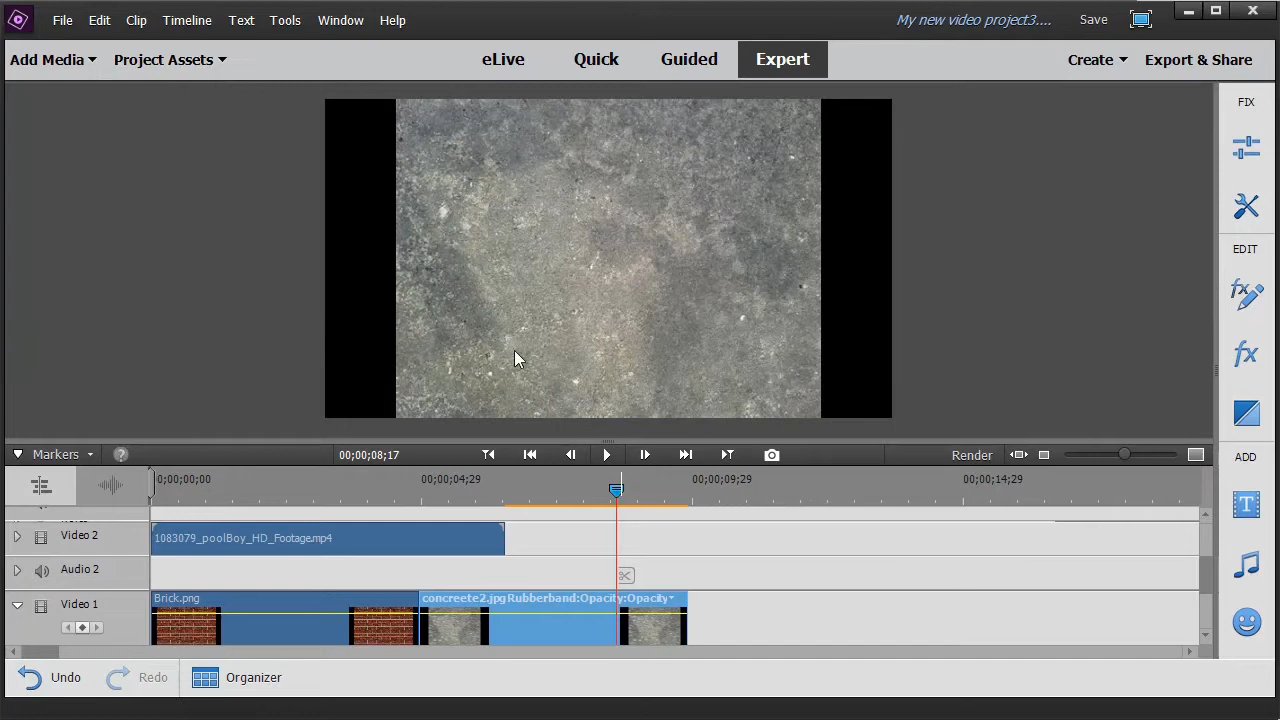 File Edit Clip Timeline Text Tools Window Help My new video project3.... Save
Add Media Project Assets eLive Quick Guided Expert Create Export & Share
FIX
EDIT
Markers 00;00;08;17 Render
ADD
0;00;00;00 00;00;04;29 00;00;09;29 00;00;14;29
Video 2 1083079_poolBoy_HD_Footage.mp4
Audio 2
Video 1 Brick.png concreete2.jpgRubberband:Opacity:Opacity
Undo Redo Organizer